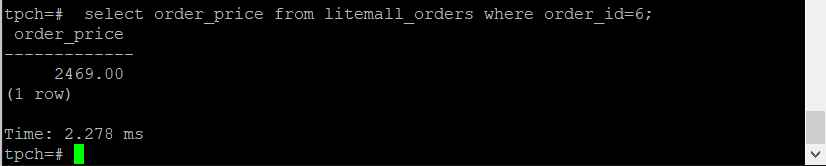 tpch=#  select order_price from litemall_orders where order_id=6;
 order_price
-------------
     2469.00
(1 row)

Time: 2.278 ms
tpch=#